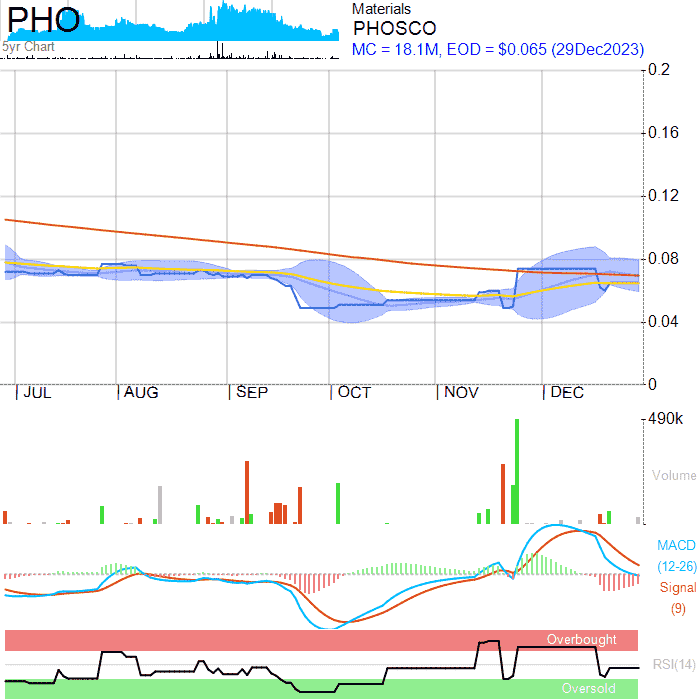 PHO
5yr Chart
Materials
PHOSCO
MC = 18.1M, EOD = $0.065 (29Dec2023)
0.2
0.16
0.12
0.08
0.04
0
JUL
AUG
SEP
OCT
NOV
DEC
490k
Volume
MACD
(12-26)
Signal
(9)
Overbought
RSI(14)
Oversold